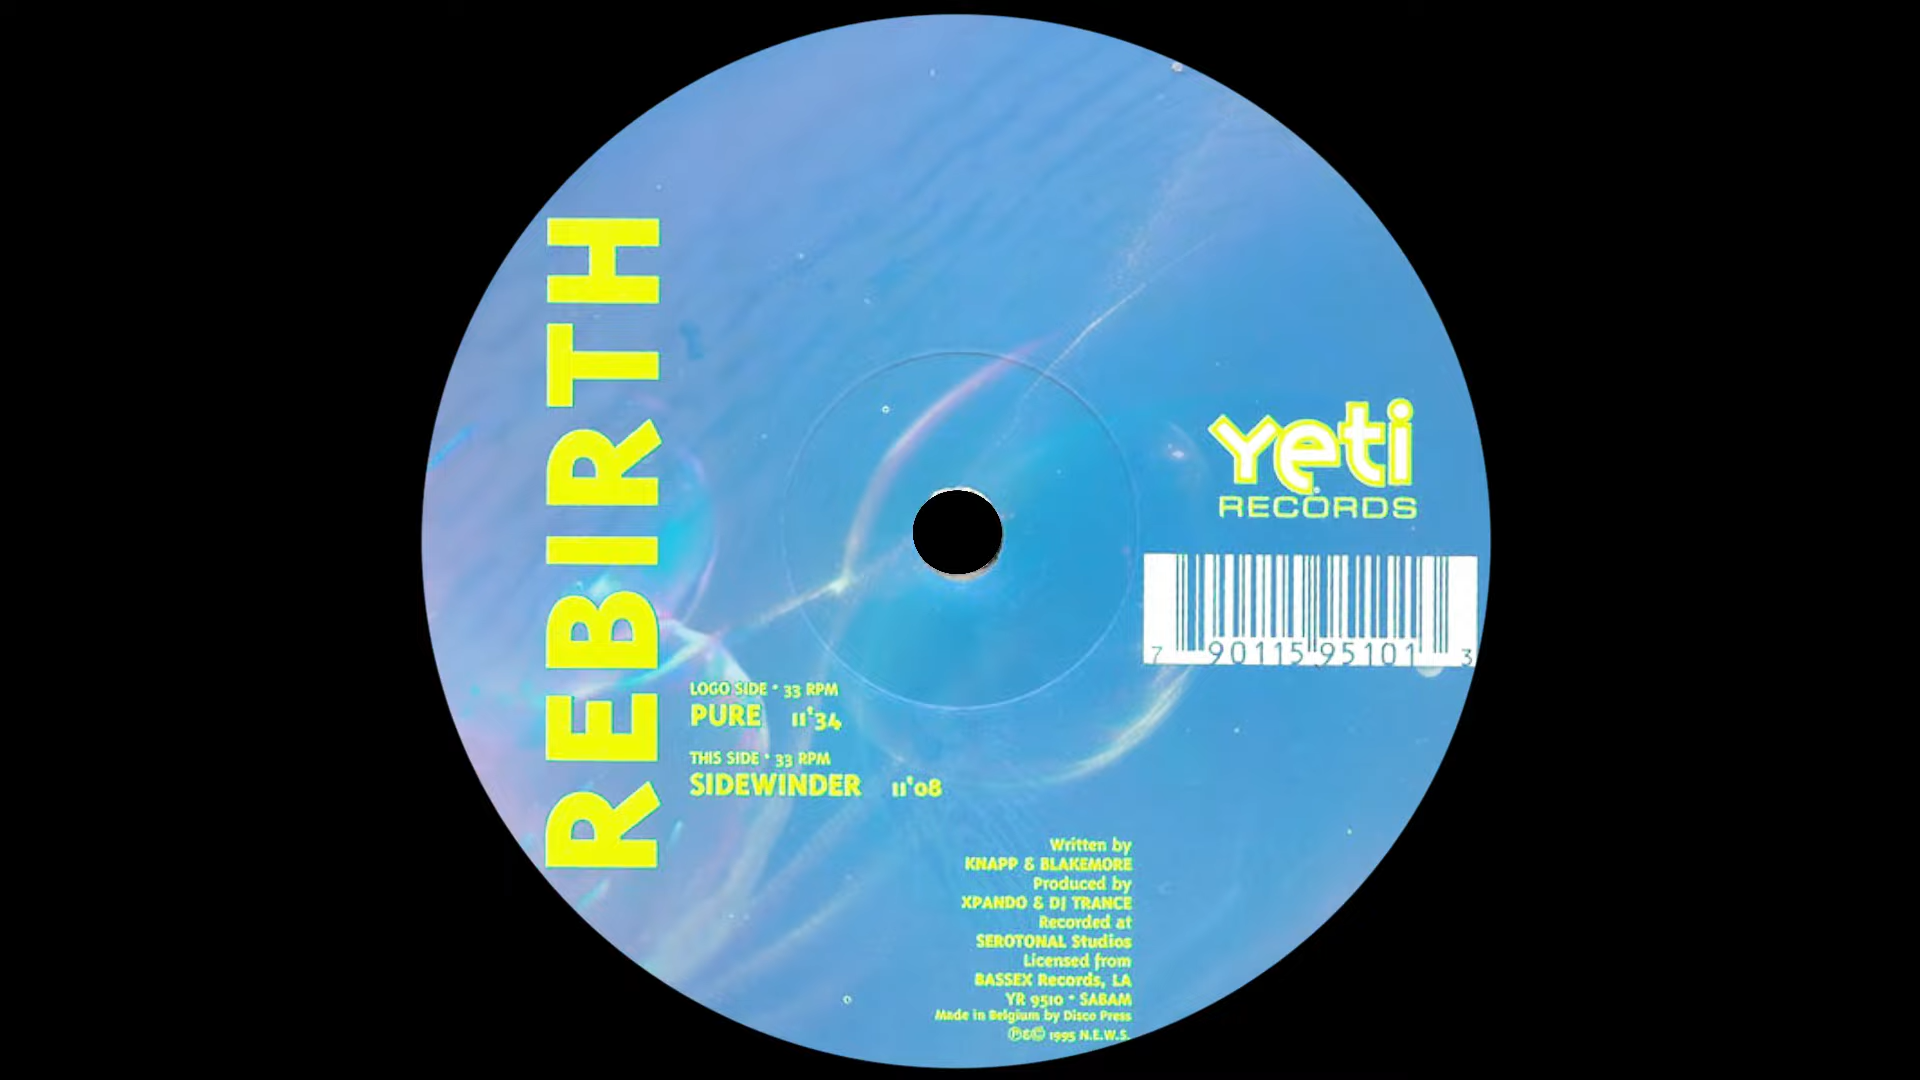 REBIRTH
Yeti
RECORDS
7 90115 95101 3
LOGO SIDE • 33 RPM
PURE 11'34
THIS SIDE • 33 RPM
SIDEWINDER 11'08
Written by
KNAPP & BLAKEMORE
Produced by
XPANDO & DJ TRANCE
Recorded at
SEROTONAL Studios
Licensed from
BASSEX Records, LA
YR 9510 • SABAM
Made in Belgium by Disco Press
℗&© 1995 N.E.W.S.